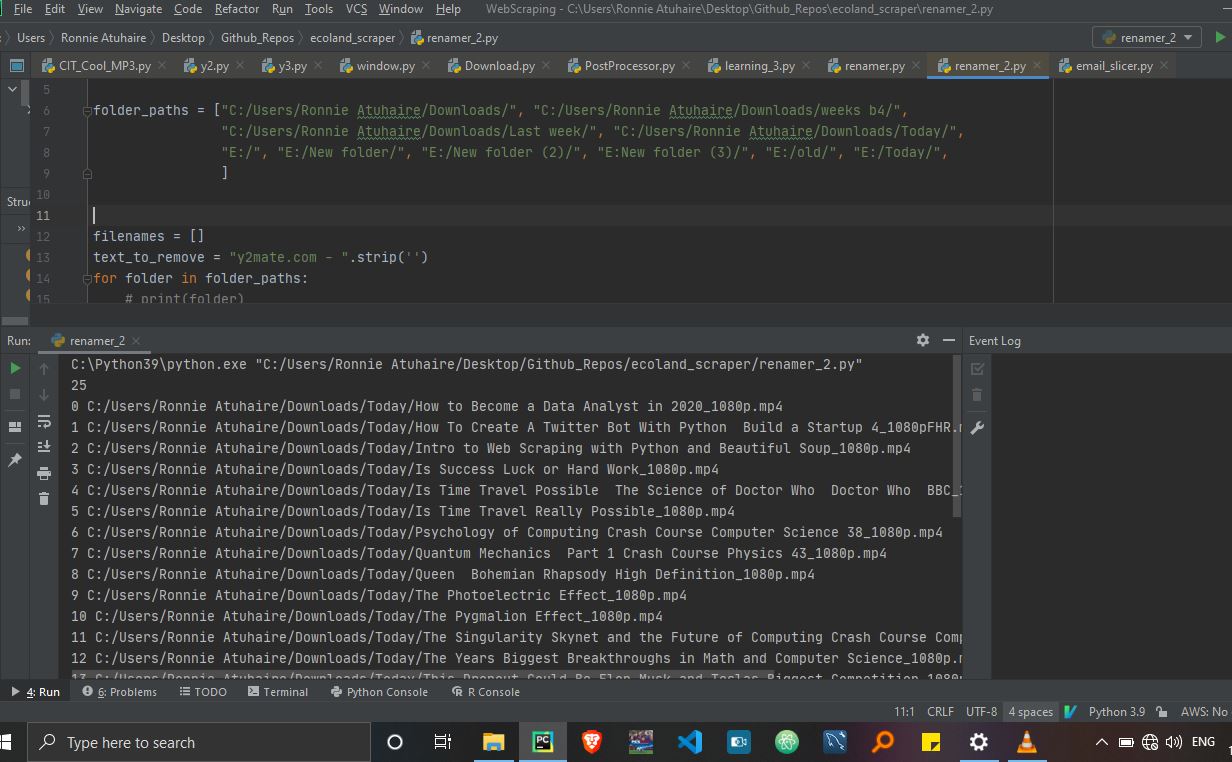 File Edit View Navigate Code Refactor Run Tools VCS Window Help WebScraping - C:\Users\Ronnie Atuhaire\Desktop\Github_Repos\ecoland_scraper\renamer_2.py
Users Ronnie Atuhaire Desktop Github_Repos ecoland_scraper renamer_2.py renamer_2
CIT_Cool_MP3.py y2.py y3.py window.py Download.py PostProcessor.py learning_3.py renamer.py renamer_2.py email_slicer.py
5
6 folder_paths = ["C:/Users/Ronnie Atuhaire/Downloads/", "C:/Users/Ronnie Atuhaire/Downloads/weeks b4/",
7 "C:/Users/Ronnie Atuhaire/Downloads/Last week/", "C:/Users/Ronnie Atuhaire/Downloads/Today/",
8 "E:/", "E:/New folder/", "E:/New folder (2)/", "E:New folder (3)/", "E:/old/", "E:/Today/",
9 ]
10
11
12 filenames = []
13 text_to_remove = "y2mate.com - ".strip('')
14 for folder in folder_paths:
15 # print(folder)
Run: renamer_2 Event Log
C:\Python39\python.exe "C:/Users/Ronnie Atuhaire/Desktop/Github_Repos/ecoland_scraper/renamer_2.py"
25
0 C:/Users/Ronnie Atuhaire/Downloads/Today/How to Become a Data Analyst in 2020_1080p.mp4
1 C:/Users/Ronnie Atuhaire/Downloads/Today/How To Create A Twitter Bot With Python  Build a Startup 4_1080pFHR.
2 C:/Users/Ronnie Atuhaire/Downloads/Today/Intro to Web Scraping with Python and Beautiful Soup_1080p.mp4
3 C:/Users/Ronnie Atuhaire/Downloads/Today/Is Success Luck or Hard Work_1080p.mp4
4 C:/Users/Ronnie Atuhaire/Downloads/Today/Is Time Travel Possible  The Science of Doctor Who  Doctor Who  BBC_
5 C:/Users/Ronnie Atuhaire/Downloads/Today/Is Time Travel Really Possible_1080p.mp4
6 C:/Users/Ronnie Atuhaire/Downloads/Today/Psychology of Computing Crash Course Computer Science 38_1080p.mp4
7 C:/Users/Ronnie Atuhaire/Downloads/Today/Quantum Mechanics  Part 1 Crash Course Physics 43_1080p.mp4
8 C:/Users/Ronnie Atuhaire/Downloads/Today/Queen  Bohemian Rhapsody High Definition_1080p.mp4
9 C:/Users/Ronnie Atuhaire/Downloads/Today/The Photoelectric Effect_1080p.mp4
10 C:/Users/Ronnie Atuhaire/Downloads/Today/The Pygmalion Effect_1080p.mp4
11 C:/Users/Ronnie Atuhaire/Downloads/Today/The Singularity Skynet and the Future of Computing Crash Course Com
12 C:/Users/Ronnie Atuhaire/Downloads/Today/The Years Biggest Breakthroughs in Math and Computer Science_1080p.
13 C:/Users/Ronnie Atuhaire/Downloads/Today/This Dropout Could Be Elon Musk and Teslas Biggest Competition_1080
4: Run 6: Problems TODO Terminal Python Console R Console
11:1 CRLF UTF-8 4 spaces Python 3.9 AWS: No
Type here to search ENG